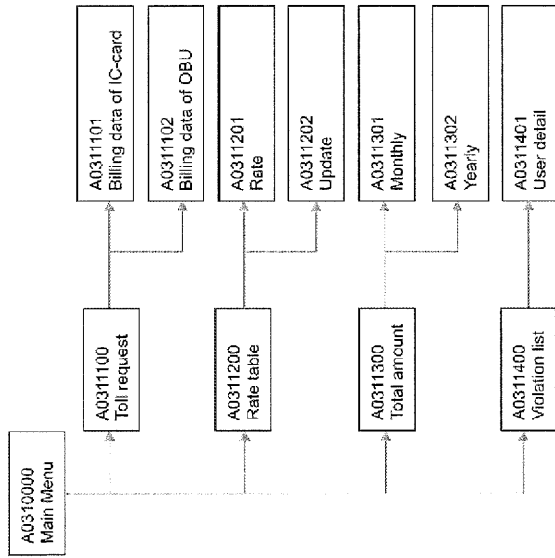 A0310000
Main Menu
A0311100
Toll request
A0311101
Billing data of IC-card
A0311102
Billing data of OBU
A0311200
Rate table
A0311201
Rate
A0311202
Update
A0311300
Total amount
A0311301
Monthly
A0311302
Yearly
A0311400
Violation list
A0311401
User detail